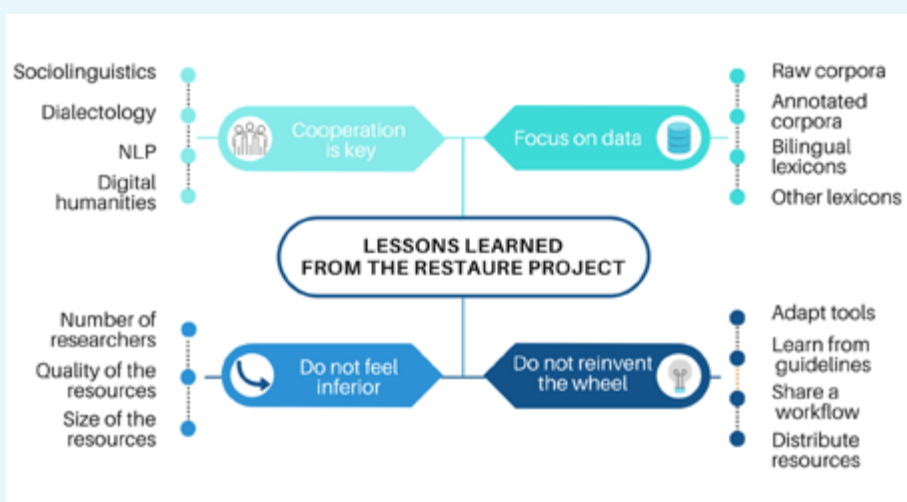 Sociolinguistics
Dialectology
NLP
Digital
humanities
Cooperation
is key
Focus on data
Raw corpora
Annotated
corpora
Bilingual
lexicons
Other lexicons
LESSONS LEARNED
FROM THE RESTAURE PROJECT
Number of
researchers
Quality of the
resources
Size of the
resources
Do not feel
inferior
Do not reinvent
the wheel
Adapt tools
Learn from
guidelines
Share a
workflow
Distribute
resources